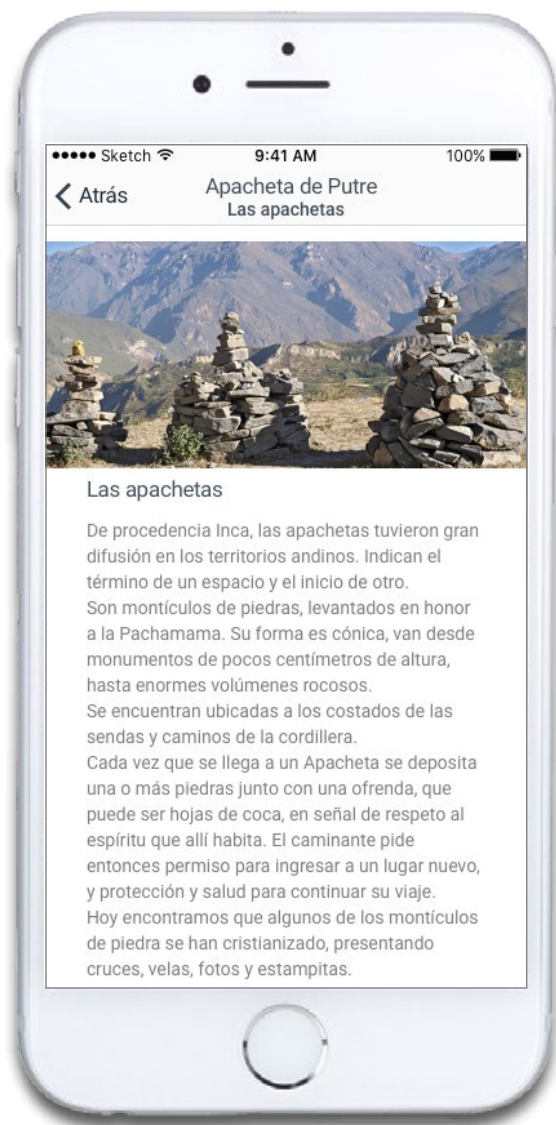 Sketch 9:41 AM 100%
Atrás
Apacheta de Putre
Las apachetas
Las apachetas
De procedencia Inca, las apachetas tuvieron gran
difusión en los territorios andinos. Indican el
término de un espacio y el inicio de otro.
Son montículos de piedras, levantados en honor
a la Pachamama. Su forma es cónica, van desde
monumentos de pocos centímetros de altura,
hasta enormes volúmenes rocosos.
Se encuentran ubicadas a los costados de las
sendas y caminos de la cordillera.
Cada vez que se llega a un Apacheta se deposita
una o más piedras junto con una ofrenda, que
puede ser hojas de coca, en señal de respeto al
espíritu que allí habita. El caminante pide
entonces permiso para ingresar a un lugar nuevo,
y protección y salud para continuar su viaje.
Hoy encontramos que algunos de los montículos
de piedra se han cristianizado, presentando
cruces, velas, fotos y estampitas.